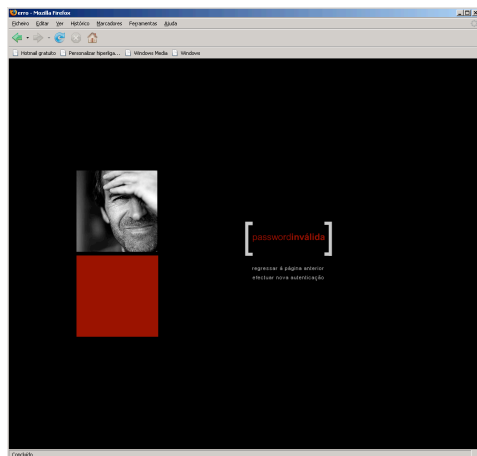 erro - Mozilla Firefox
Ficheiro Editar Ver Histórico Marcadores Ferramentas Ajuda
Hotmail gratuito Personalizar hiperliga... Windows Media Windows
[passwordinválida]
regressar à página anterior
efectuar nova autenticação
Concluído